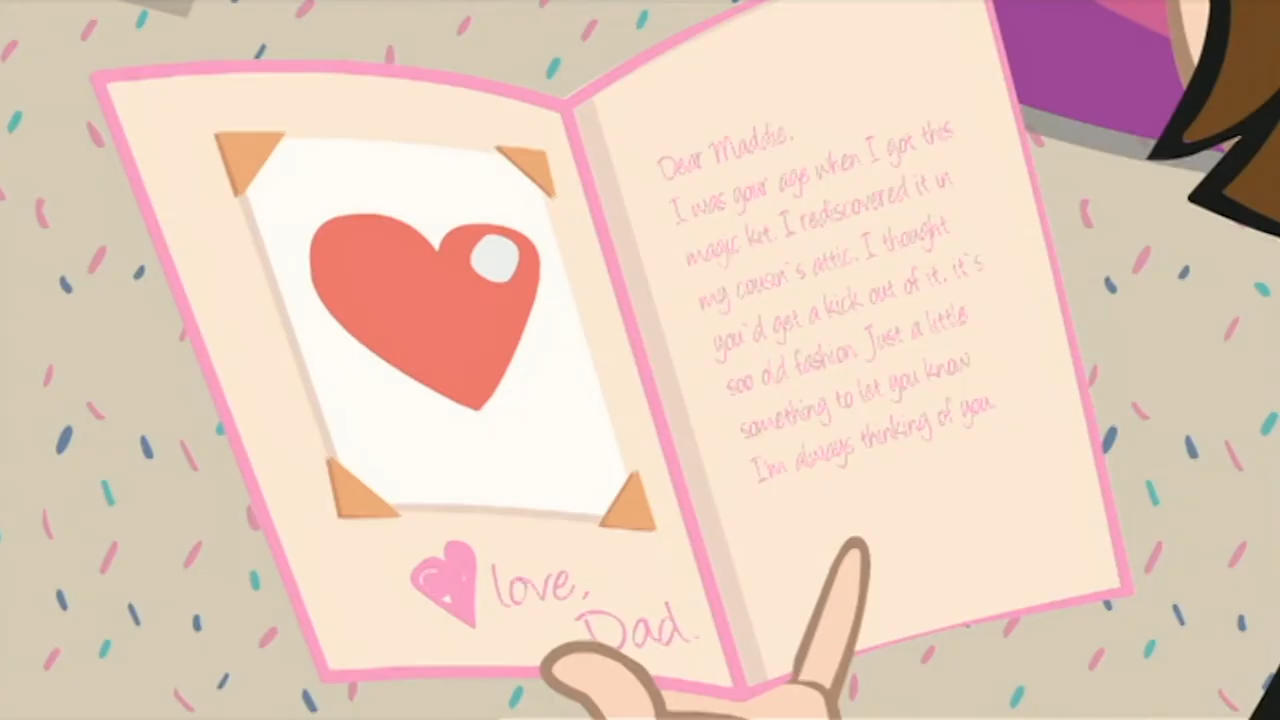 love,
Dad.
Dear Maddie,
I was your age when I got this
magic kit. I rediscovered it in
my cousin's attic. I thought
you'd get a kick out of it, it's
soo old fashion. Just a little
something to let you know
I'm always thinking of you.